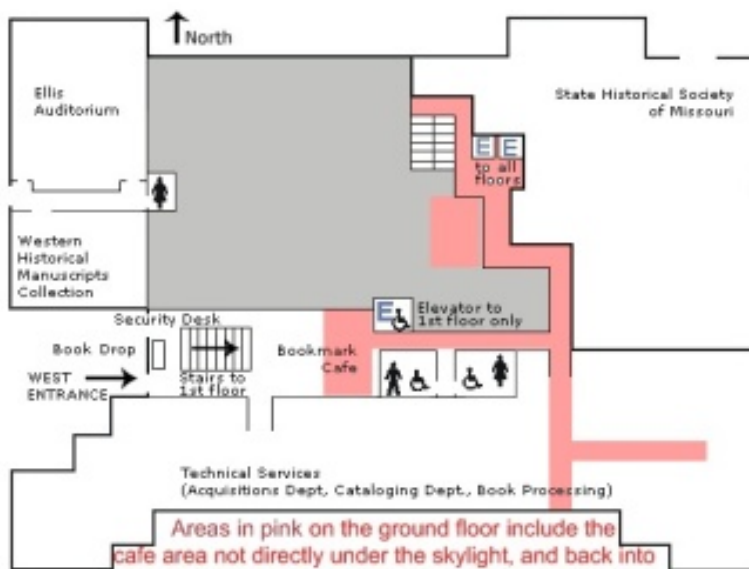 North
Ellis
Auditorium
State Historical Society
of Missouri
E E
to all
floors
Western
Historical
Manuscripts
Collection
Security Desk
E
Elevator to
1st floor only
Book Drop
Bookmark
Cafe
WEST
ENTRANCE
Stairs to
1st floor
Technical Services
(Acquisitions Dept, Cataloging Dept., Book Processing)
Areas in pink on the ground floor include the
cafe area not directly under the skylight, and back into